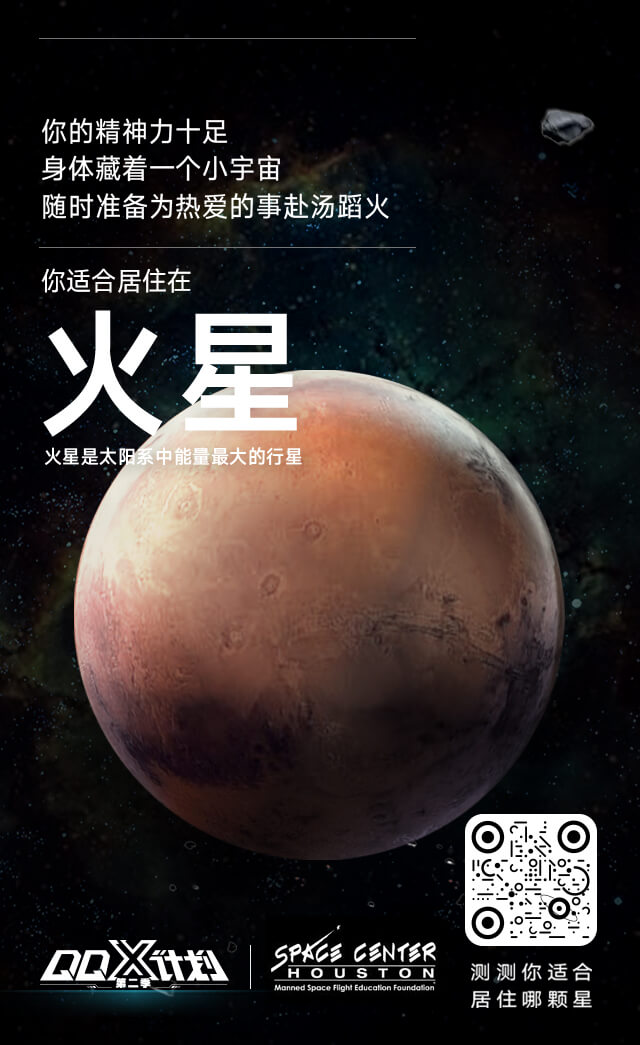 你的精神力十足
身体藏着一个小宇宙
随时准备为热爱的事赴汤蹈火
你适合居住在
火星
火星是太阳系中能量最大的行星
QQX计划
第二季
SPACE CENTER
HOUSTON
Manned Space Flight Education Foundation
测测你适合
居住哪颗星